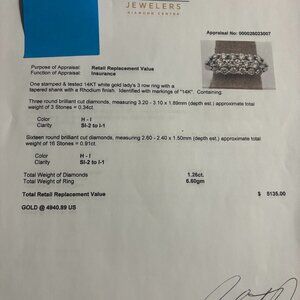 JEWELERS
DIAMOND CENTER
Appraisal No: 000026023007
Purpose of Appraisal: Retail Replacement Value
Function of Appraisal: Insurance
One stamped & tested 14KT white gold lady's 3 row ring with a
tapered shank with a Rhodium finish. Identified with markings of "14K". Containing:
Three round brilliant cut diamonds, measuring 3.20 - 3.10 x 1.89mm (depth est.) approximate total
weight of 3 Stones = 0.34ct.
Color H - I
Clarity SI-2 to I-1
Sixteen round brilliant cut diamonds, measuring 2.60 - 2.40 x 1.50mm (depth est.) approximate total
weight of 16 Stones = 0.91ct.
Color H - I
Clarity SI-2 to I-1
Total Weight of Diamonds 1.25ct.
Total Weight of Ring 6.60gm
Total Retail Replacement Value $ 5135.00
GOLD @ 4940.89 US